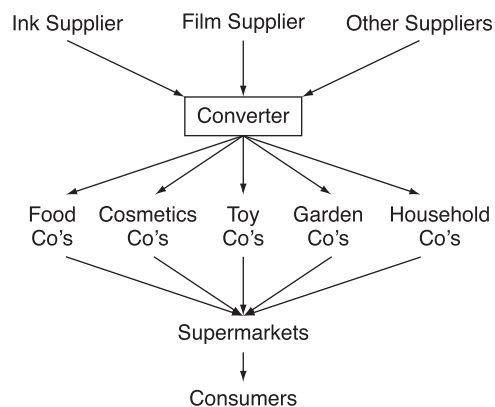 Ink Supplier Film Supplier Other Suppliers
Converter
Food Cosmetics Toy Garden Household
Co's Co's Co's Co's Co's
Supermarkets
Consumers